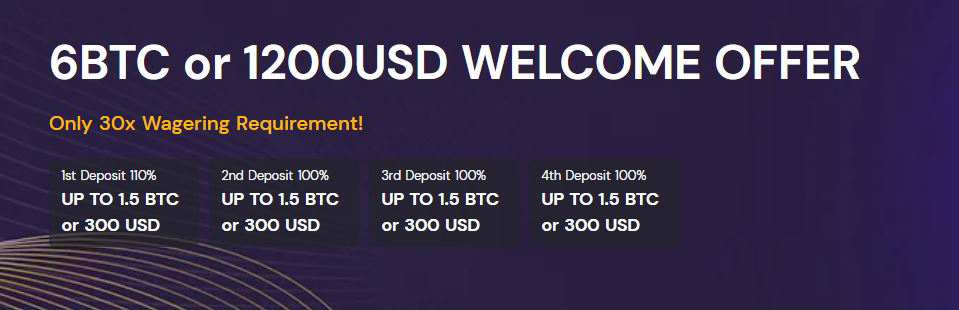 6BTC or 1200USD WELCOME OFFER
Only 30x Wagering Requirement!
1st Deposit 110%
UP TO 1.5 BTC
or 300 USD
2nd Deposit 100%
UP TO 1.5 BTC
or 300 USD
3rd Deposit 100%
UP TO 1.5 BTC
or 300 USD
4th Deposit 100%
UP TO 1.5 BTC
or 300 USD